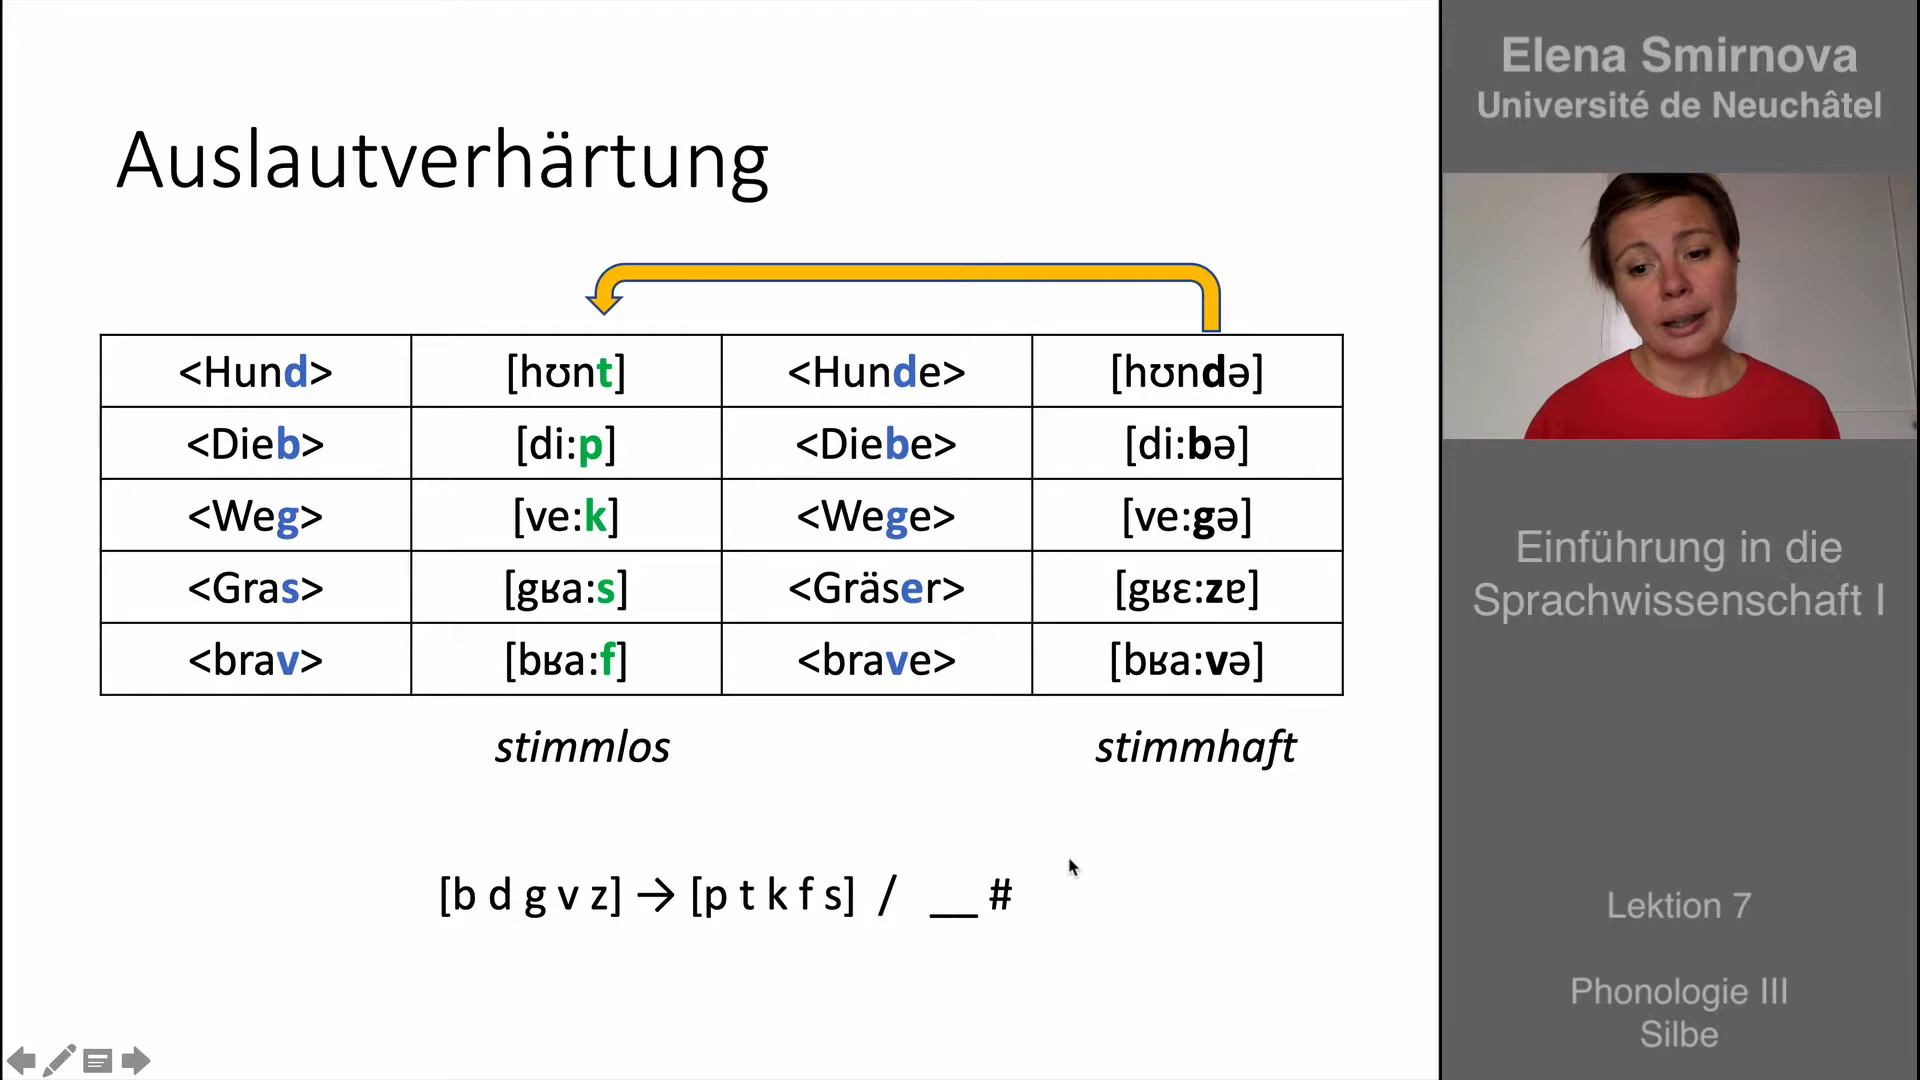 Auslautverhärtung
<Hund> [hʊnt] <Hunde> [hʊndə]
<Dieb> [di:p] <Diebe> [di:bə]
<Weg> [ve:k] <Wege> [ve:gə]
<Gras> [gʁa:s] <Gräser> [gʁɛ:zɐ]
<brav> [bʁa:f] <brave> [bʁa:və]
stimmlos stimmhaft
[b d g v z] → [p t k f s] / __ #
Elena Smirnova
Université de Neuchâtel
Einführung in die
Sprachwissenschaft I
Lektion 7
Phonologie III
Silbe